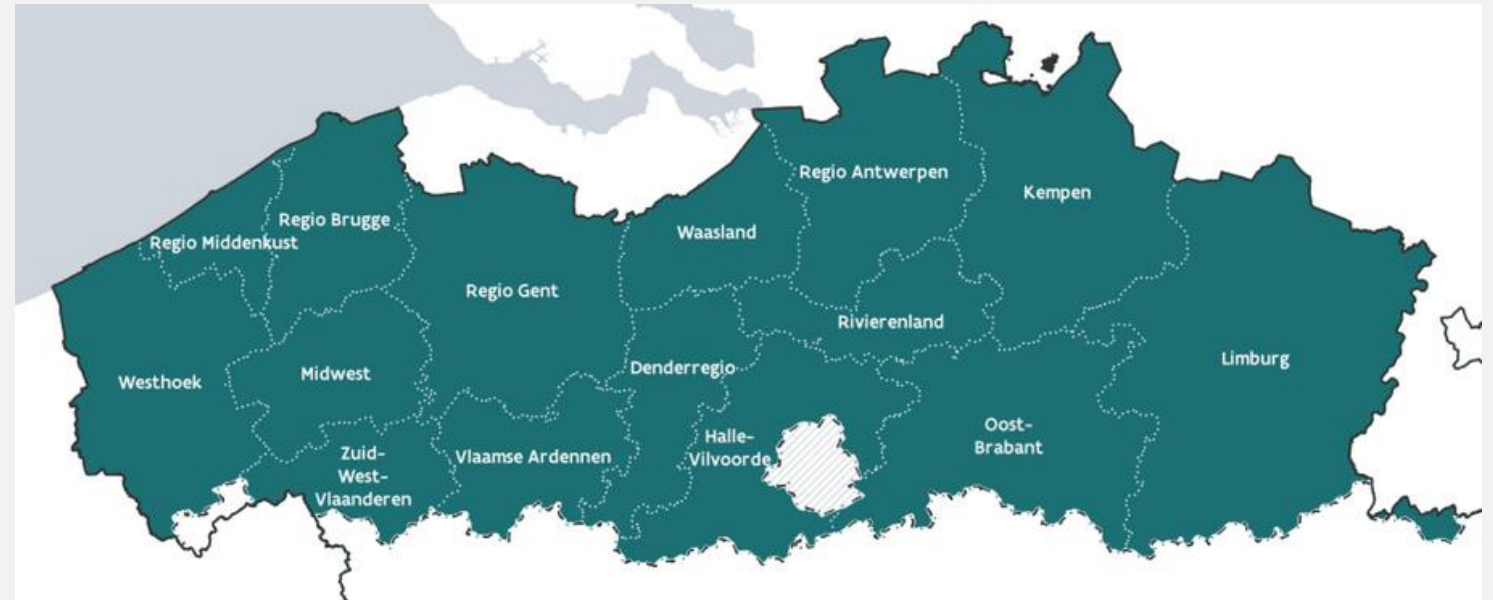 Regio Antwerpen
Kempen
Regio Brugge
Waasland
Regio Middenkust
Regio Gent
Rivierenland
Limburg
Denderregio
Midwest
Westhoek
Oost-
Brabant
Halle-
Vilvoorde
Zuid-
West-
Vlaanderen
Vlaamse Ardennen